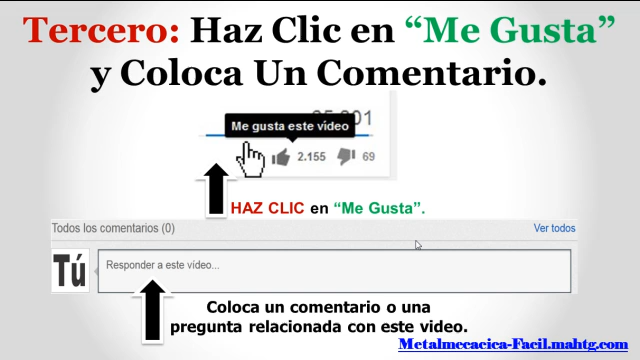 Tercero: Haz Clic en “Me Gusta”
y Coloca Un Comentario.
Me gusta este vídeo
2.155 69
HAZ CLIC en “Me Gusta”.
Todos los comentarios (0) Ver todos
Tú Responder a este vídeo...
Coloca un comentario o una
pregunta relacionada con este video.
Metalmecacica-Facil.mahtg.com